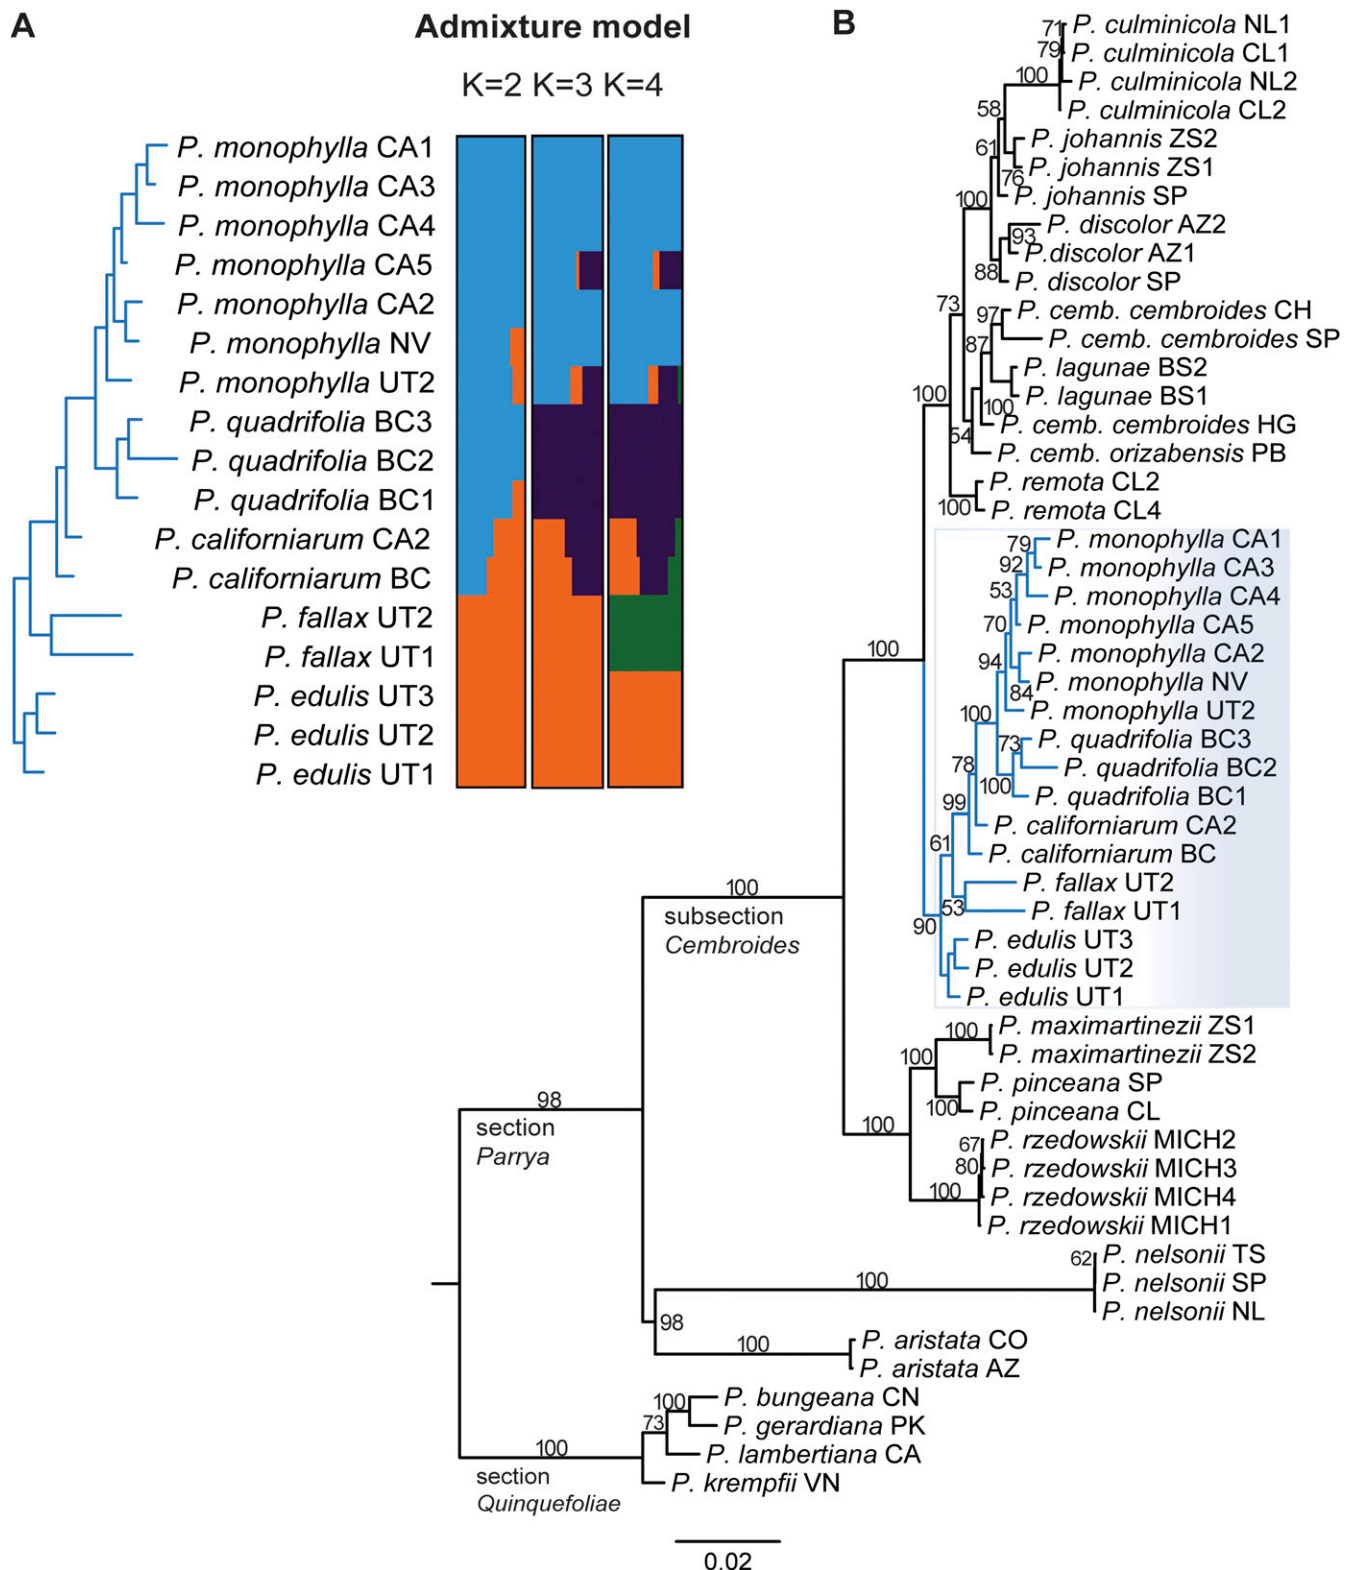 A
Admixture model
K=2 K=3 K=4
P. monophylla CA1
P. monophylla CA3
P. monophylla CA4
P. monophylla CA5
P. monophylla CA2
P. monophylla NV
P. monophylla UT2
P. quadrifolia BC3
P. quadrifolia BC2
P. quadrifolia BC1
P. californiarum CA2
P. californiarum BC
P. fallax UT2
P. fallax UT1
P. edulis UT3
P. edulis UT2
P. edulis UT1
B
71
P. culminicola NL1
79
P. culminicola CL1
100
P. culminicola NL2
P. culminicola CL2
58
P. johannis ZS2
61
P. johannis ZS1
76
P. johannis SP
100
P. discolor AZ2
93
P.discolor AZ1
88
P. discolor SP
73
97
P. cemb. cembroides CH
P. cemb. cembroides SP
87
P. lagunae BS2
100
P. lagunae BS1
100
P. cemb. cembroides HG
54
P. cemb. orizabensis PB
P. remota CL2
100
P. remota CL4
79
P. monophylla CA1
92
P. monophylla CA3
53
P. monophylla CA4
70
P. monophylla CA5
100
94
P. monophylla CA2
84
P. monophylla NV
P. monophylla UT2
100
73
P. quadrifolia BC3
78
P. quadrifolia BC2
100
P. quadrifolia BC1
99
P. californiarum CA2
61
P. californiarum BC
P. fallax UT2
53
P. fallax UT1
90
P. edulis UT3
P. edulis UT2
P. edulis UT1
100
subsection
Cembroides
100
P. maximartinezii ZS1
100
P. maximartinezii ZS2
P. pinceana SP
100
P. pinceana CL
100
67
P. rzedowskii MICH2
80
P. rzedowskii MICH3
100
P. rzedowskii MICH4
P. rzedowskii MICH1
98
section
Parrya
62
P. nelsonii TS
100
P. nelsonii SP
P. nelsonii NL
98
100
P. aristata CO
P. aristata AZ
100
P. bungeana CN
73
P. gerardiana PK
100
P. lambertiana CA
section
Quinquefoliae
P. krempfii VN
0.02